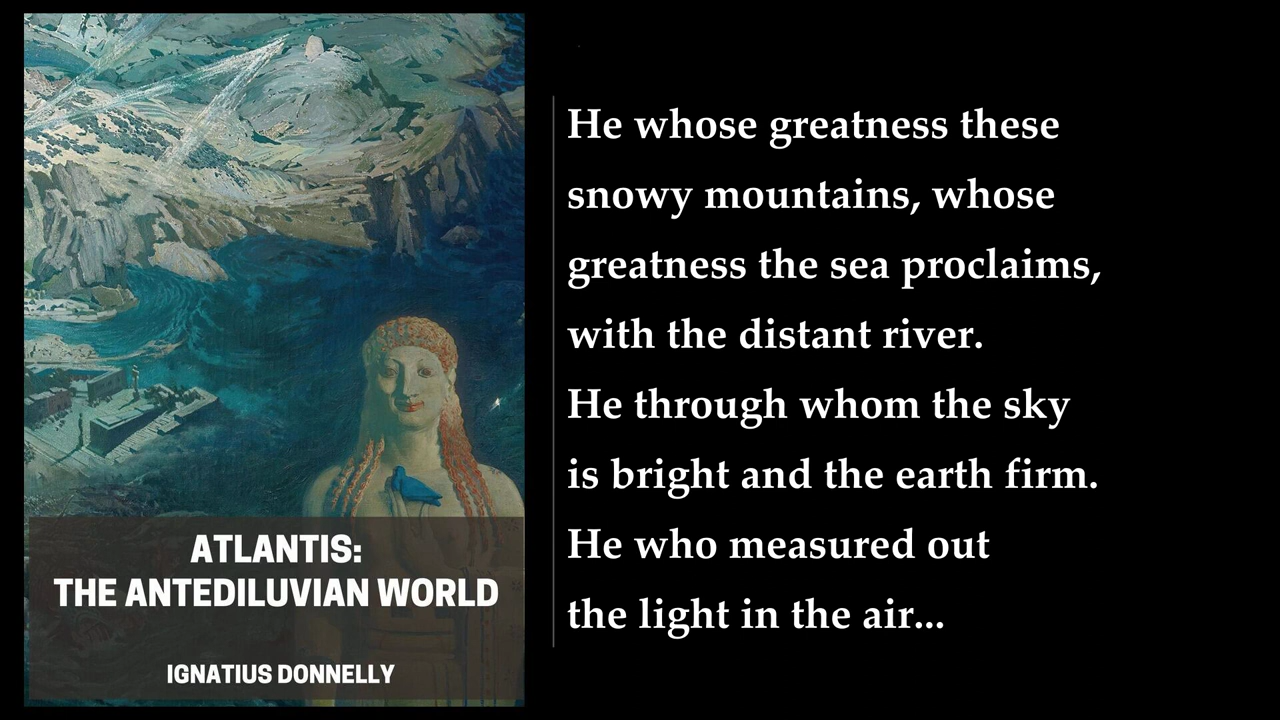 ATLANTIS:
THE ANTEDILUVIAN WORLD
IGNATIUS DONNELLY
He whose greatness these
snowy mountains, whose
greatness the sea proclaims,
with the distant river.
He through whom the sky
is bright and the earth firm.
He who measured out
the light in the air...